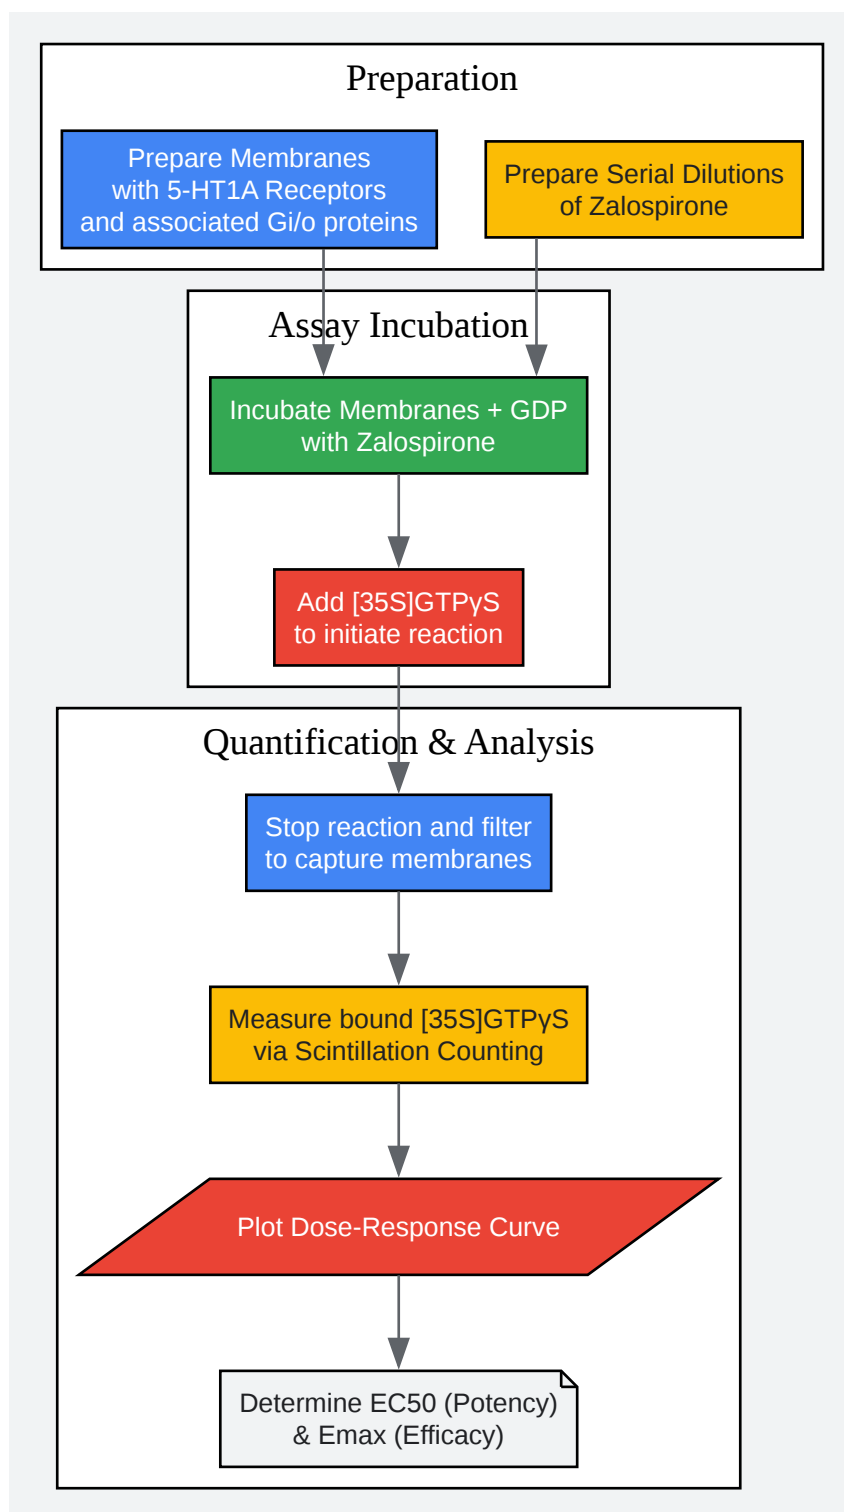 Preparation
Prepare Membranes
with 5-HT1A Receptors
and associated Gi/o proteins
Prepare Serial Dilutions
of Zalospirone
Assay Incubation
Incubate Membranes + GDP
with Zalospirone
Add [35S]GTPγS
to initiate reaction
Quantification & Analysis
Stop reaction and filter
to capture membranes
Measure bound [35S]GTPγS
via Scintillation Counting
Plot Dose-Response Curve
Determine EC50 (Potency)
& Emax (Efficacy)